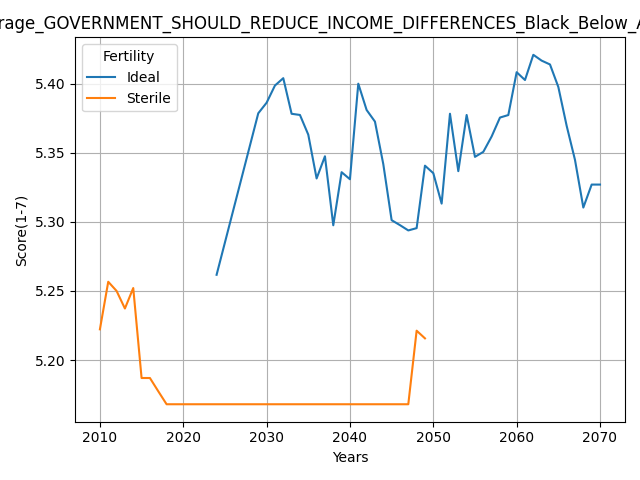 rage_GOVERNMENT_SHOULD_REDUCE_INCOME_DIFFERENCES_Black_Below_A
Fertility
Ideal
Sterile
Score(1-7)
5.40
5.35
5.30
5.25
5.20
2010 2020 2030 2040 2050 2060 2070
Years